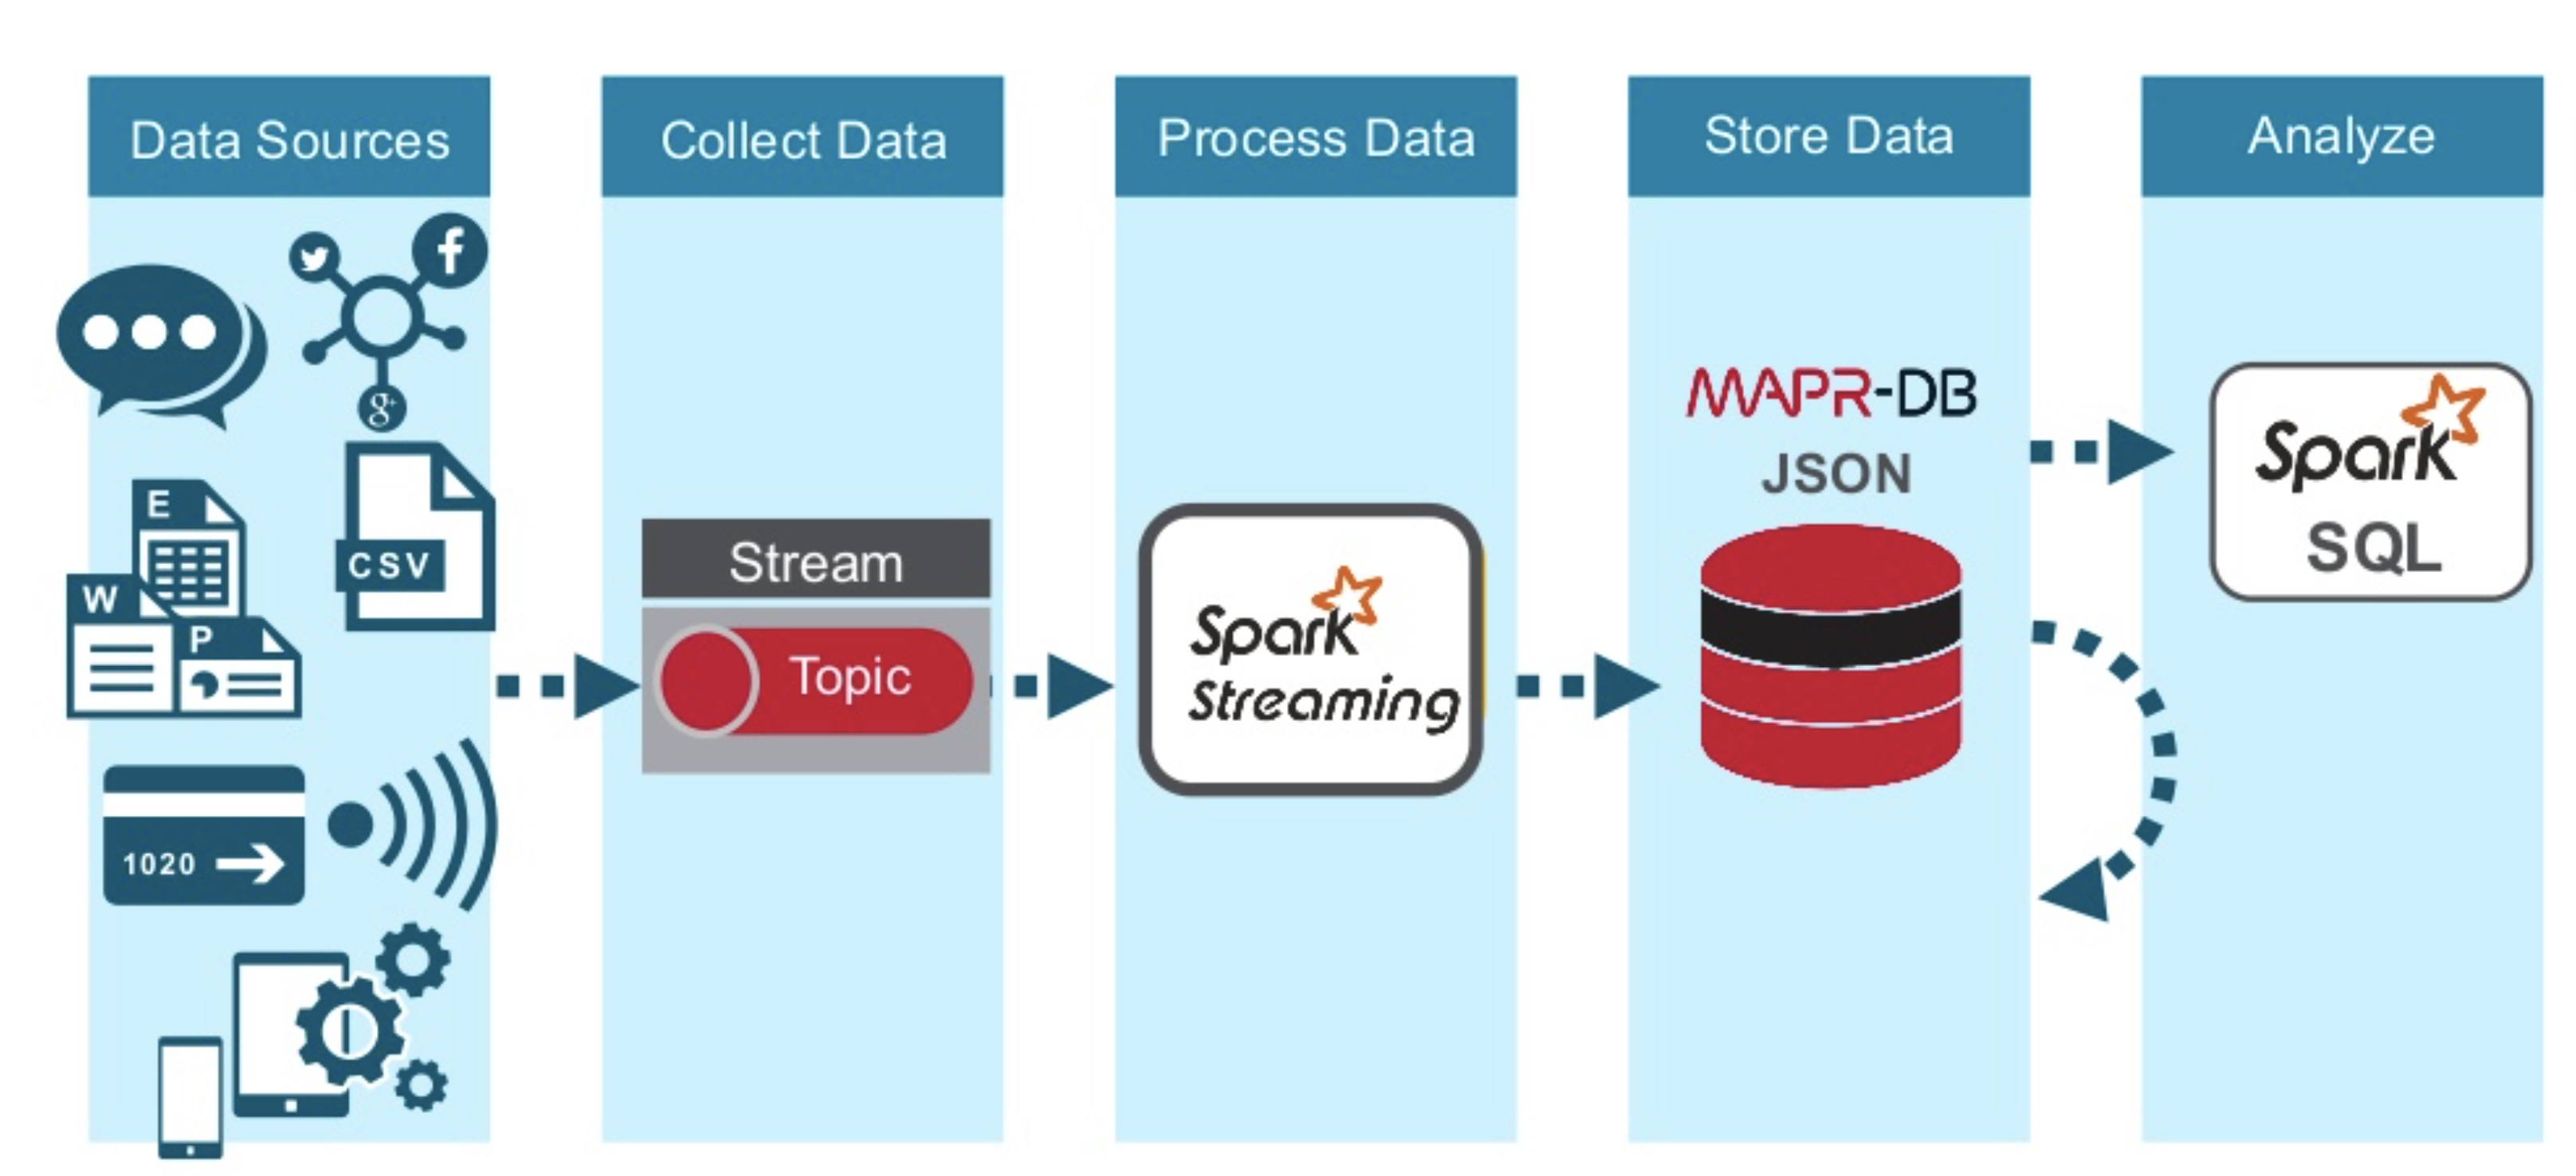 Data Sources
Collect Data
Process Data
Store Data
Analyze
f
g+
E
CSV
W
P
1020
Stream
Topic
Spark
Streaming
MAPR-DB
JSON
Spark
SQL